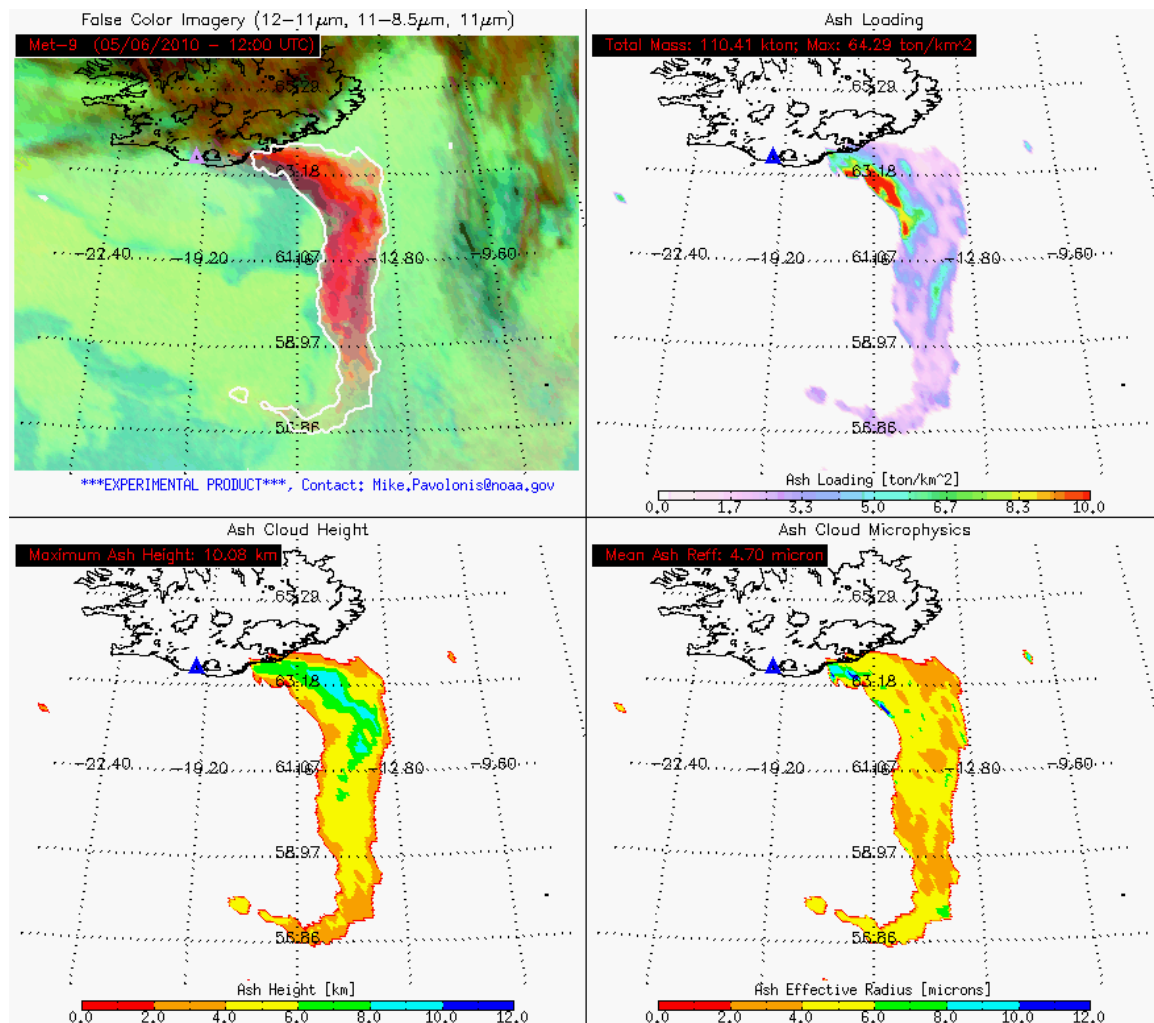 False Color Imagery (12−11μm, 11−8.5μm, 11μm)
Met−9 (05/06/2010 − 12:00 UTC)
65.29
63.18
−22.40
−19.20
61.07
−12.80
−9.60
58.97
56.86
***EXPERIMENTAL PRODUCT***, Contact: Mike.Pavolonis@noaa.gov
Ash Loading
Total Mass: 110.41 kton; Max: 64.29 ton/km^2
65.29
63.18
−22.40
−19.20
61.07
−12.80
−9.60
58.97
56.86
Ash Loading [ton/km^2]
0.0 1.7 3.3 5.0 6.7 8.3 10.0
Ash Cloud Height
Maximum Ash Height: 10.08 km
65.29
63.18
−22.40
−19.20
61.07
−12.80
−9.60
58.97
56.86
Ash Height [km]
0.0 2.0 4.0 6.0 8.0 10.0 12.0
Ash Cloud Microphysics
Mean Ash Reff: 4.70 micron
65.29
63.18
−22.40
−19.20
61.07
−12.80
−9.60
58.97
56.86
Ash Effective Radius [microns]
0.0 2.0 4.0 6.0 8.0 10.0 12.0